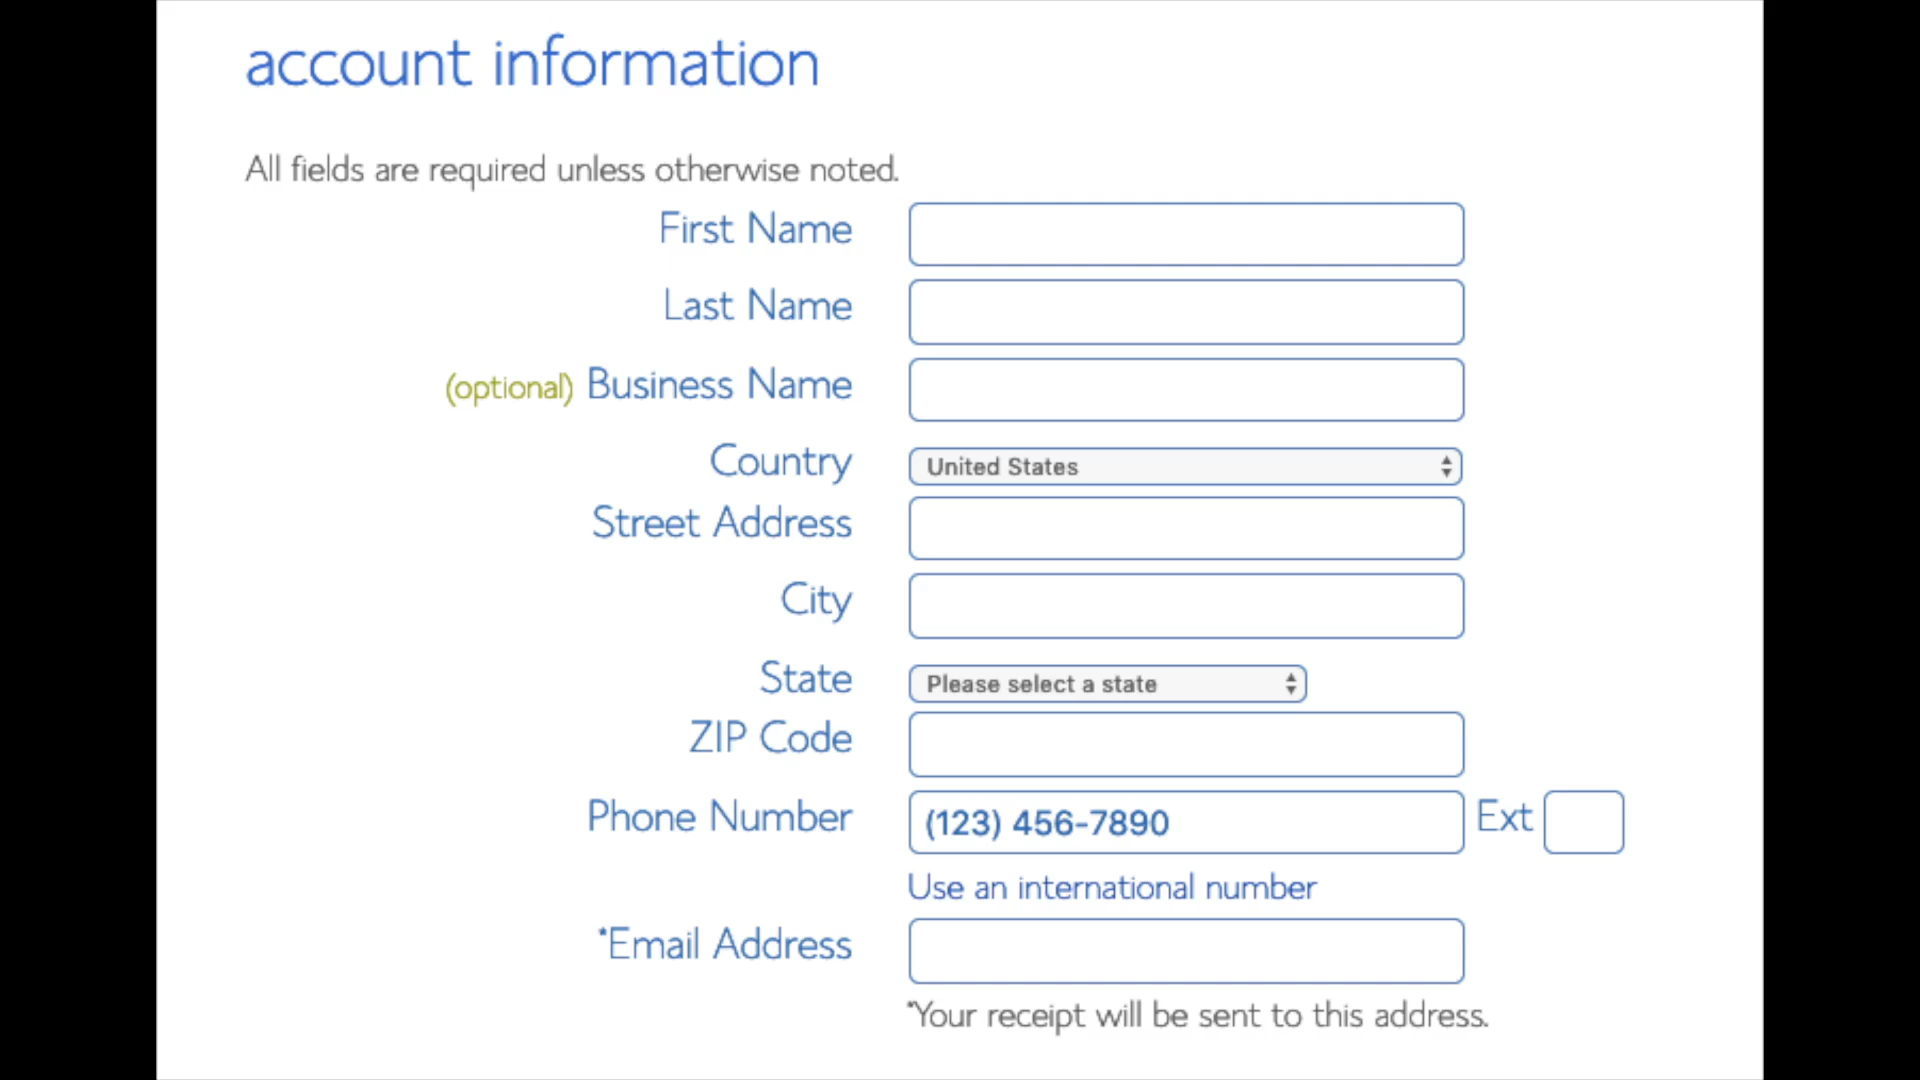 account information
All fields are required unless otherwise noted.
First Name
Last Name
(optional) Business Name
Country United States
Street Address
City
State Please select a state
ZIP Code
Phone Number (123) 456-7890 Ext
Use an international number
*Email Address
*Your receipt will be sent to this address.